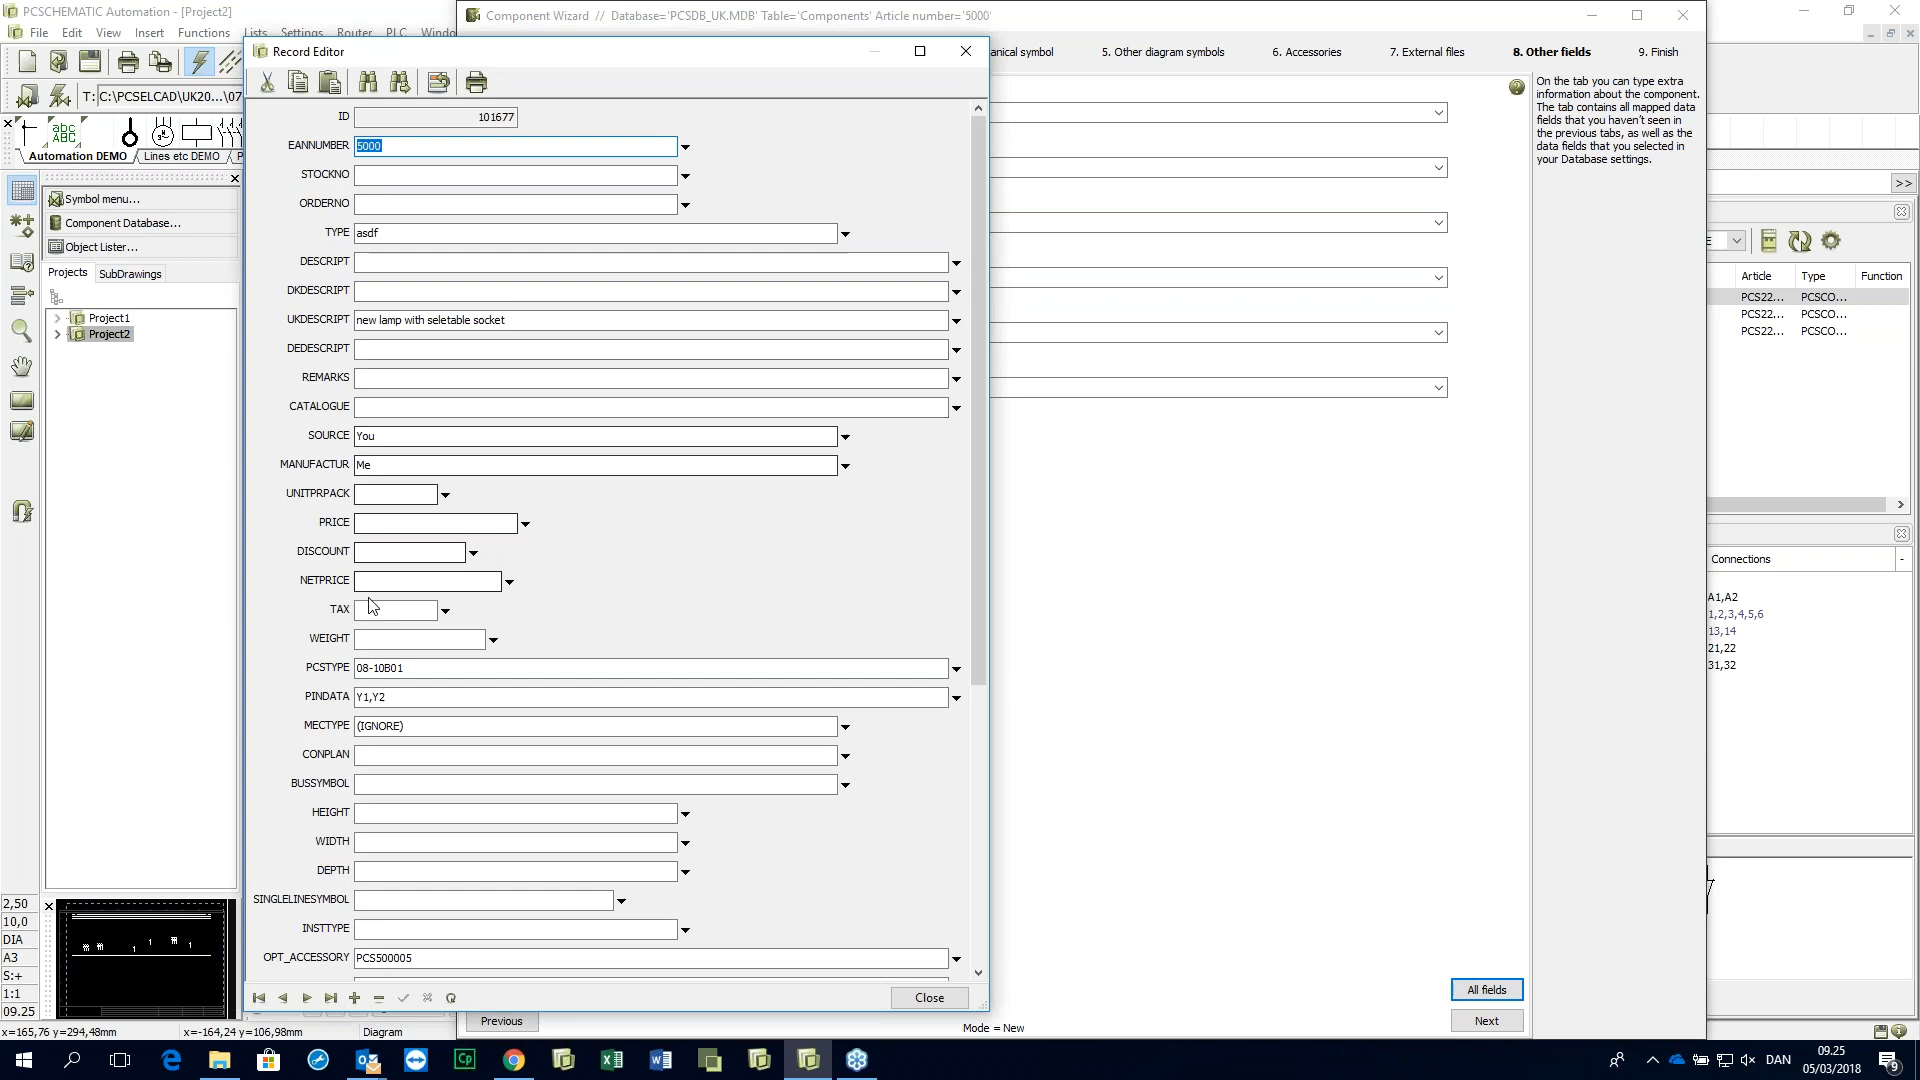 PCSCHEMATIC Automation - [Project2]
File Edit View Insert Functions Lists Settings Router PLC Windo
T: C:\PCSELCAD\UK20...\07
abc
ABC
Automation DEMO
Lines etc DEMO
P
Symbol menu...
Component Database...
Object Lister...
Projects
SubDrawings
Project1
Project2
2,50
10,0
DIA
A3
S:+
1:1
09.25
x=165,76 y=294,48mm
x=-164,24 y=106,98mm
Diagram
Component Wizard // Database='PCSDB_UK.MDB' Table='Components' Article number='5000'
anical symbol
5. Other diagram symbols
6. Accessories
7. External files
8. Other fields
9. Finish
On the tab you can type extra
information about the component.
The tab contains all mapped data
fields that you haven't seen in
the previous tabs, as well as the
data fields that you selected in
your Database settings.
Record Editor
ID 101677
EANNUMBER 5000
STOCKNO
ORDERNO
TYPE asdf
DESCRIPT
DKDESCRIPT
UKDESCRIPT new lamp with seletable socket
DEDESCRIPT
REMARKS
CATALOGUE
SOURCE You
MANUFACTUR Me
UNITPRPACK
PRICE
DISCOUNT
NETPRICE
TAX
WEIGHT
PCSTYPE 08-10B01
PINDATA Y1,Y2
MECTYPE (IGNORE)
CONPLAN
BUSSYMBOL
HEIGHT
WIDTH
DEPTH
SINGLELINESYMBOL
INSTTYPE
OPT_ACCESSORY PCS500005
Close
Previous
Mode = New
All fields
Next
>>
E
Article Type Function
PCS22... PCSCO...
PCS22... PCSCO...
PCS22... PCSCO...
Connections
-
A1,A2
1,2,3,4,5,6
13,14
21,22
31,32
DAN
09.25
05/03/2018
9